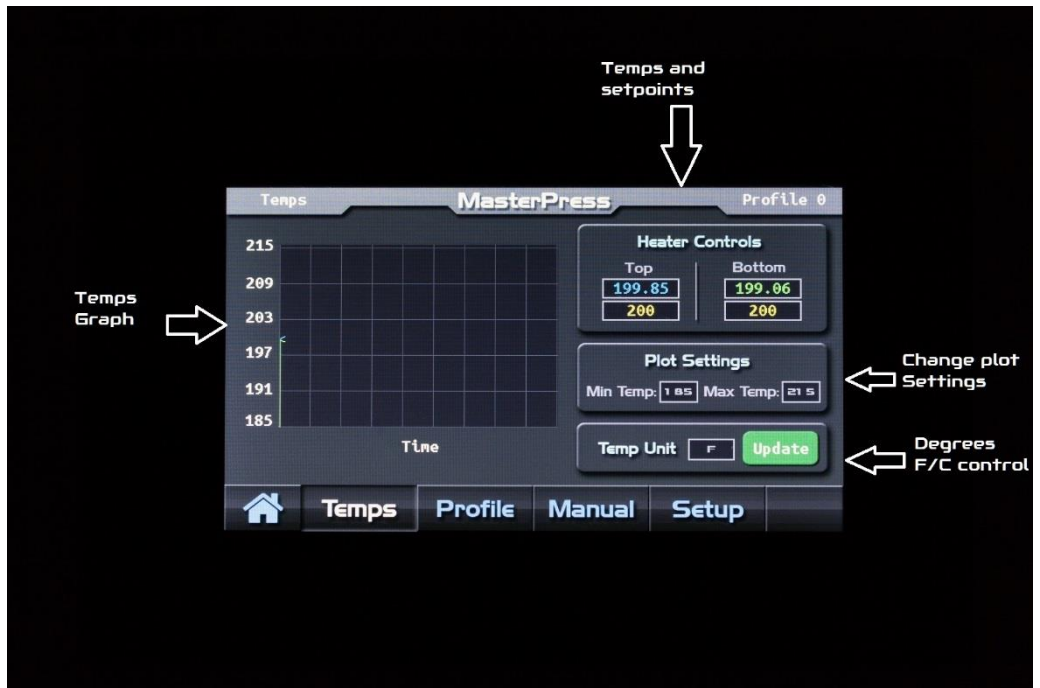 Temps and
setpoints
Temps
MasterPress
Profile 0
215
209
203
197
191
185
Time
Heater Controls
Top
Bottom
199.85
199.06
200
200
Plot Settings
Min Temp: 185 Max Temp: 215
Temp Unit F Update
Temps
Graph
Change plot
Settings
Degrees
F/C control
Temps Profile Manual Setup